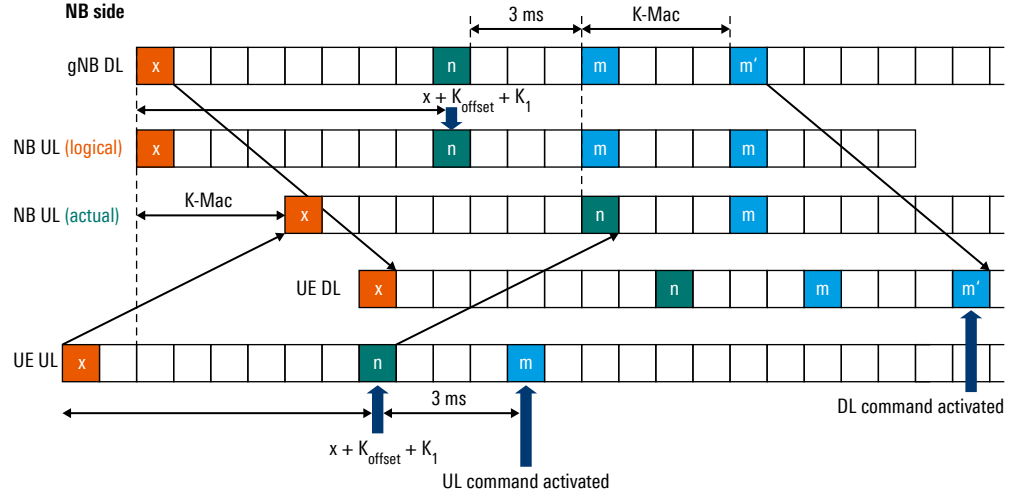 NB side
3 ms K-Mac
gNB DL x n m m′
x + Koffset + K1
NB UL (logical) x n m m
K-Mac
NB UL (actual) x n m
UE DL x n m m′
UE UL x n m
3 ms
DL command activated
x + Koffset + K1
UL command activated